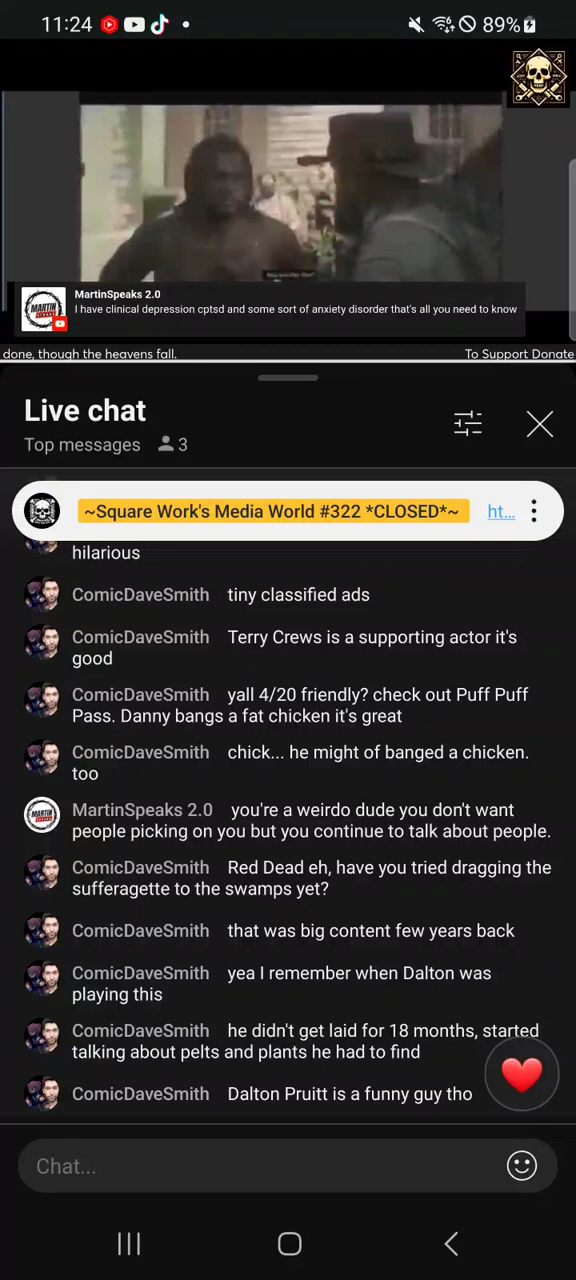 11:24
89%
MartinSpeaks 2.0
I have clinical depression cptsd and some sort of anxiety disorder that's all you need to know
done, though the heavens fall.
To Support Donate
Live chat
Top messages 3
~Square Work's Media World #322 *CLOSED*~ ht...
hilarious
ComicDaveSmith tiny classified ads
ComicDaveSmith Terry Crews is a supporting actor it's
good
ComicDaveSmith yall 4/20 friendly? check out Puff Puff
Pass. Danny bangs a fat chicken it's great
ComicDaveSmith chick... he might of banged a chicken.
too
MartinSpeaks 2.0 you're a weirdo dude you don't want
people picking on you but you continue to talk about people.
ComicDaveSmith Red Dead eh, have you tried dragging the
sufferagette to the swamps yet?
ComicDaveSmith that was big content few years back
ComicDaveSmith yea I remember when Dalton was
playing this
ComicDaveSmith he didn't get laid for 18 months, started
talking about pelts and plants he had to find
ComicDaveSmith Dalton Pruitt is a funny guy tho
Chat...